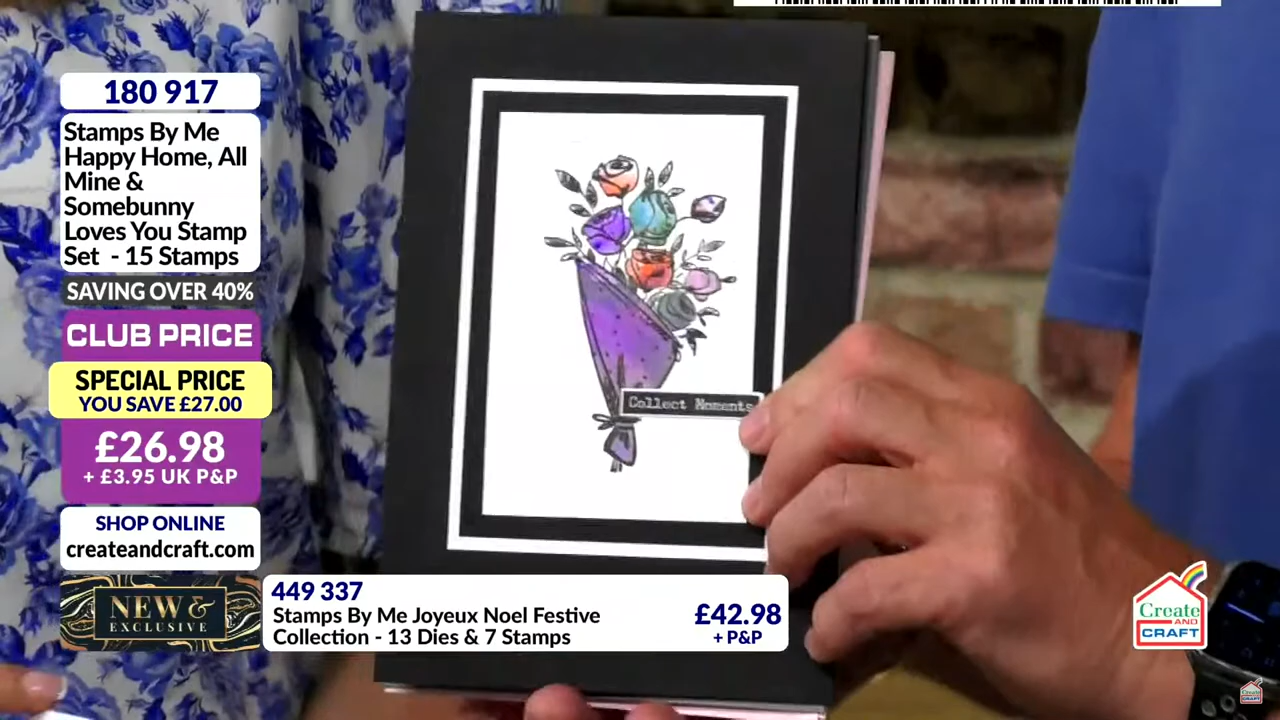 180 917
Stamps By Me
Happy Home, All
Mine &
Somebunny
Loves You Stamp
Set - 15 Stamps
SAVING OVER 40%
CLUB PRICE
SPECIAL PRICE
YOU SAVE £27.00
£26.98
+ £3.95 UK P&P
SHOP ONLINE
createandcraft.com
NEW &
EXCLUSIVE
449 337
Stamps By Me Joyeux Noel Festive
Collection - 13 Dies & 7 Stamps
£42.98
+ P&P
Collect Moments
Create
AND
CRAFT